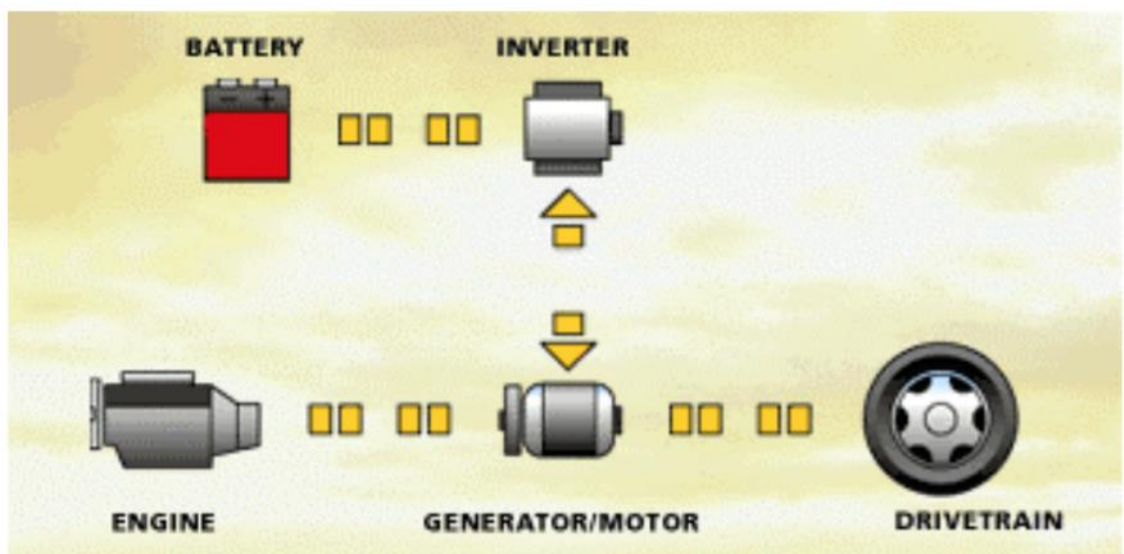 BATTERY
INVERTER
ENGINE
GENERATOR/MOTOR
DRIVETRAIN